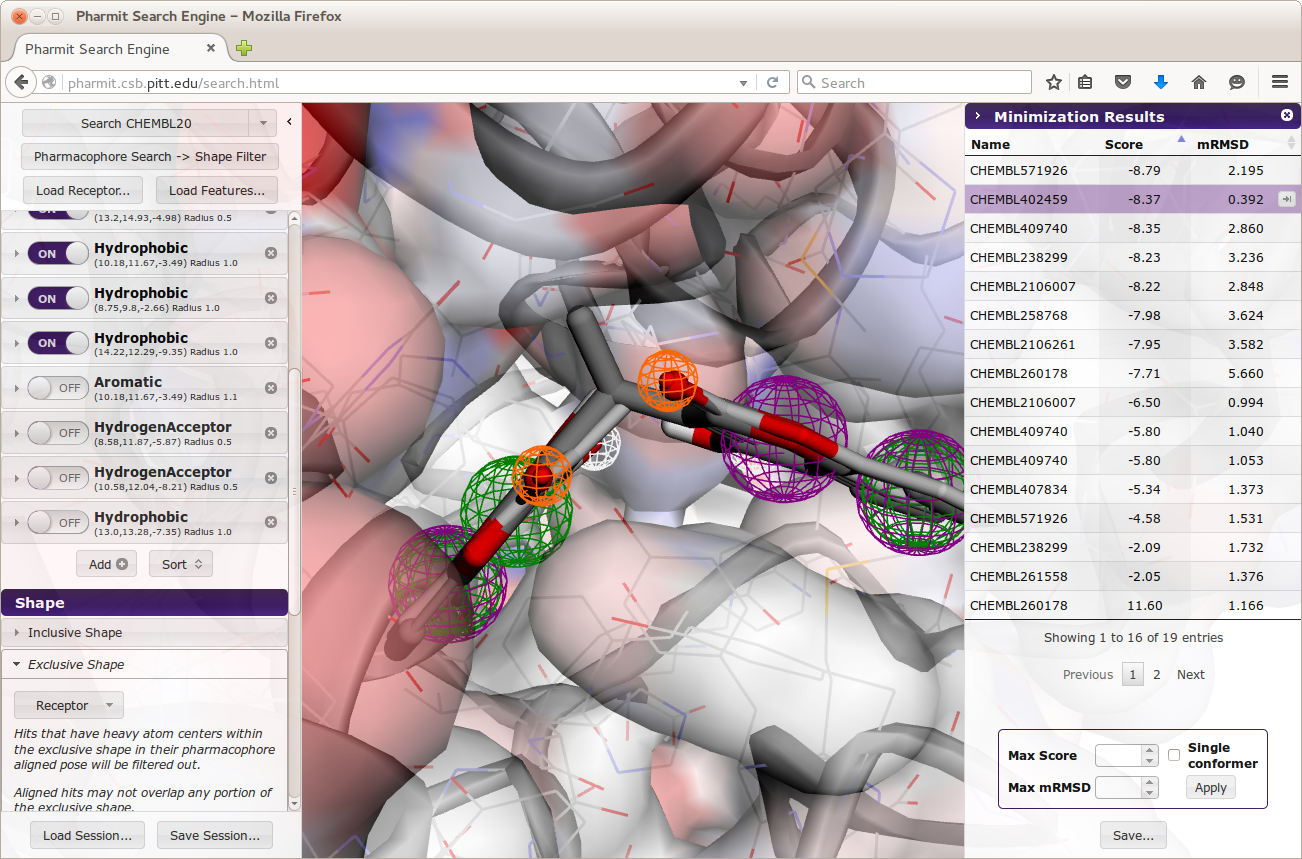 Pharmit Search Engine - Mozilla Firefox
Pharmit Search Engine
pharmit.csb.pitt.edu/search.html
Search
Search CHEMBL20
Pharmacophore Search -> Shape Filter
Load Receptor...
Load Features...
ON
(13.2,14.93,-4.98) Radius 0.5
ON
Hydrophobic
(10.18,11.67,-3.49) Radius 1.0
ON
Hydrophobic
(8.75,9.8,-2.66) Radius 1.0
ON
Hydrophobic
(14.22,12.29,-9.35) Radius 1.0
OFF
Aromatic
(10.18,11.67,-3.49) Radius 1.1
OFF
HydrogenAcceptor
(8.58,11.87,-5.87) Radius 0.5
OFF
HydrogenAcceptor
(10.58,12.04,-8.21) Radius 0.5
OFF
Hydrophobic
(13.0,13.28,-7.35) Radius 1.0
Add
Sort
Shape
Inclusive Shape
Exclusive Shape
Receptor
Hits that have heavy atom centers within
the exclusive shape in their pharmacophore
aligned pose will be filtered out.
Aligned hits may not overlap any portion of
the exclusive shape.
Load Session...
Save Session...
Minimization Results
Name Score mRMSD
CHEMBL571926 -8.79 2.195
CHEMBL402459 -8.37 0.392
CHEMBL409740 -8.35 2.860
CHEMBL238299 -8.23 3.236
CHEMBL2106007 -8.22 2.848
CHEMBL258768 -7.98 3.624
CHEMBL2106261 -7.95 3.582
CHEMBL260178 -7.71 5.660
CHEMBL2106007 -6.50 0.994
CHEMBL409740 -5.80 1.040
CHEMBL409740 -5.80 1.053
CHEMBL407834 -5.34 1.373
CHEMBL571926 -4.58 1.531
CHEMBL238299 -2.09 1.732
CHEMBL261558 -2.05 1.376
CHEMBL260178 11.60 1.166
Showing 1 to 16 of 19 entries
Previous 1 2 Next
Max Score
Single
conformer
Max mRMSD
Apply
Save...